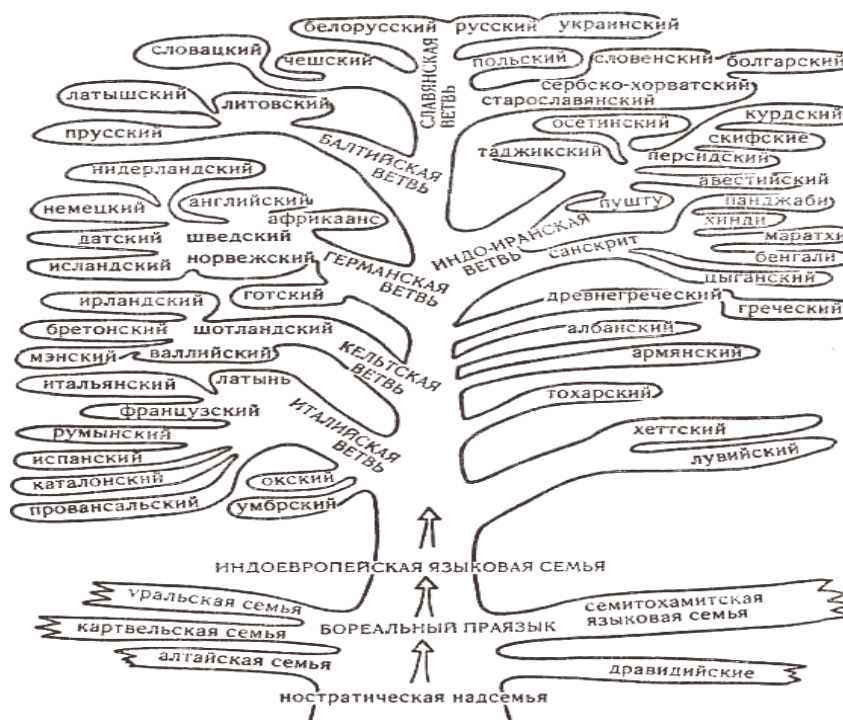 белорусский русский украинский
словацкий
чешский
польский словенский
болгарский
СЛАВЯНСКАЯ
ВЕТВЬ
сербско-хорватский
старославянский
латышский
литовский
прусский
БАЛТИЙСКАЯ
ВЕТВЬ
осетинский
курдский
скифские
таджикский
персидский
авестийский
пушту
панджаби
хинди
маратхи
бенгали
цыганский
ИНДО-ИРАНСКАЯ
ВЕТВЬ
санскрит
нидерландский
немецкий
английский
африкаанс
датский шведский
исландский норвежский
готский
ГЕРМАНСКАЯ
ВЕТВЬ
древнегреческий
греческий
албанский
армянский
тохарский
ирландский
бретонский шотландский
мэнский валлийский
КЕЛЬТСКАЯ
ВЕТВЬ
итальянский латынь
французский
румынский
испанский
каталонский
провансальский
окский
умбрский
ИТАЛИЙСКАЯ
ВЕТВЬ
хеттский
лувийский
ИНДОЕВРОПЕЙСКАЯ ЯЗЫКОВАЯ СЕМЬЯ
уральская семья
картвельская семья
алтайская семья
БОРЕАЛЬНЫЙ ПРАЯЗЫК
семитохамитская
языковая семья
дравидийские
ностратическая надсемья